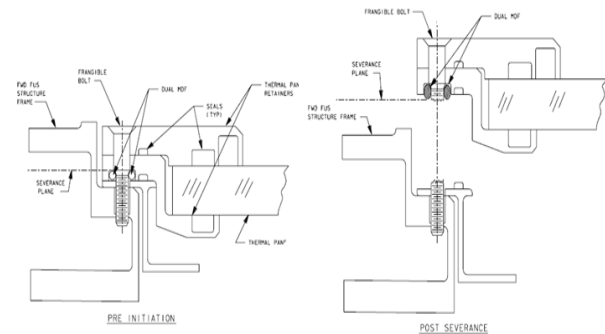 FRANGIBLE BOLT
DUAL MDF
SEVERANCE
PLANE
FWD FUS
STRUCTURE FRAME
POST SEVERANCE
FWD FUS
STRUCTURE
FRAME
FRANGIBLE
BOLT
DUAL MDF
SEALS
(TYP)
THERMAL PAN
RETAINERS
SEVERANCE
PLANE
THERMAL PAN
PRE INITIATION